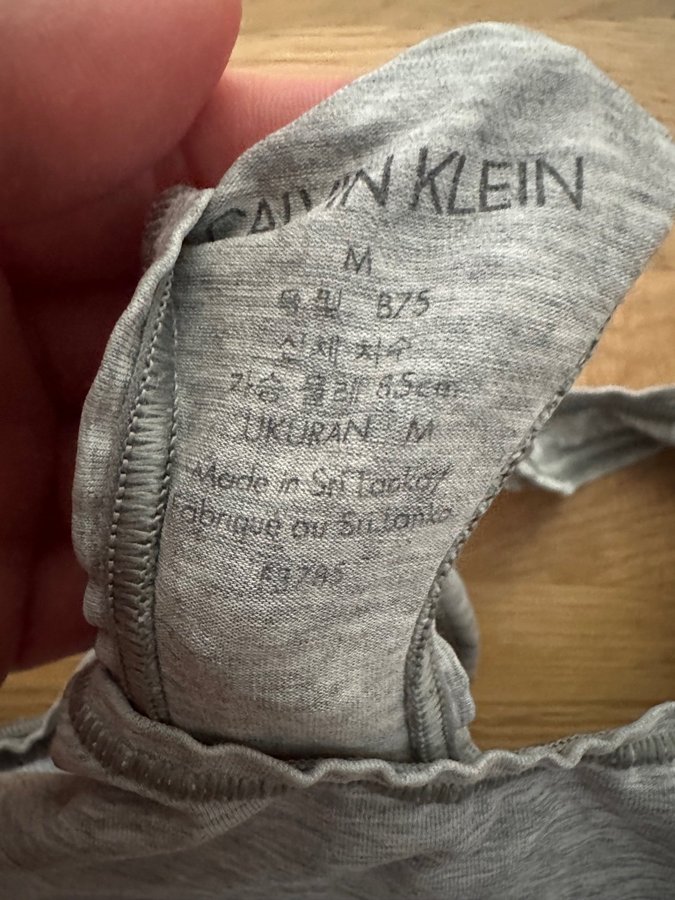 CALVIN KLEIN
M
B75
신체 치수
가슴 둘레 85cm
UKURAN M
Made in Sri Lanka/
Fabriqué au Sri Lanka